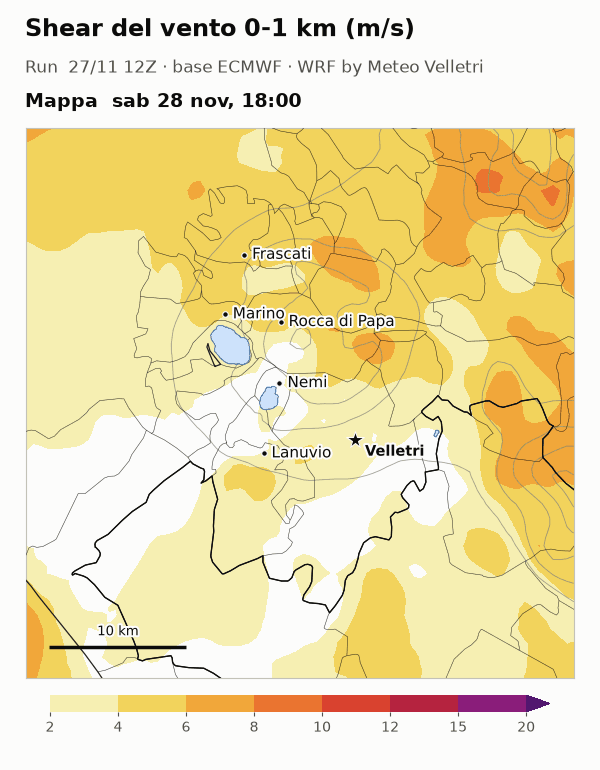 Shear del vento 0-1 km (m/s)
Run  27/11 12Z · base ECMWF · WRF by Meteo Velletri
Mappa  sab 28 nov, 18:00
Frascati
Marino
Rocca di Papa
Nemi
Velletri
Lanuvio
10 km
2 4 6 8 10 12 15 20